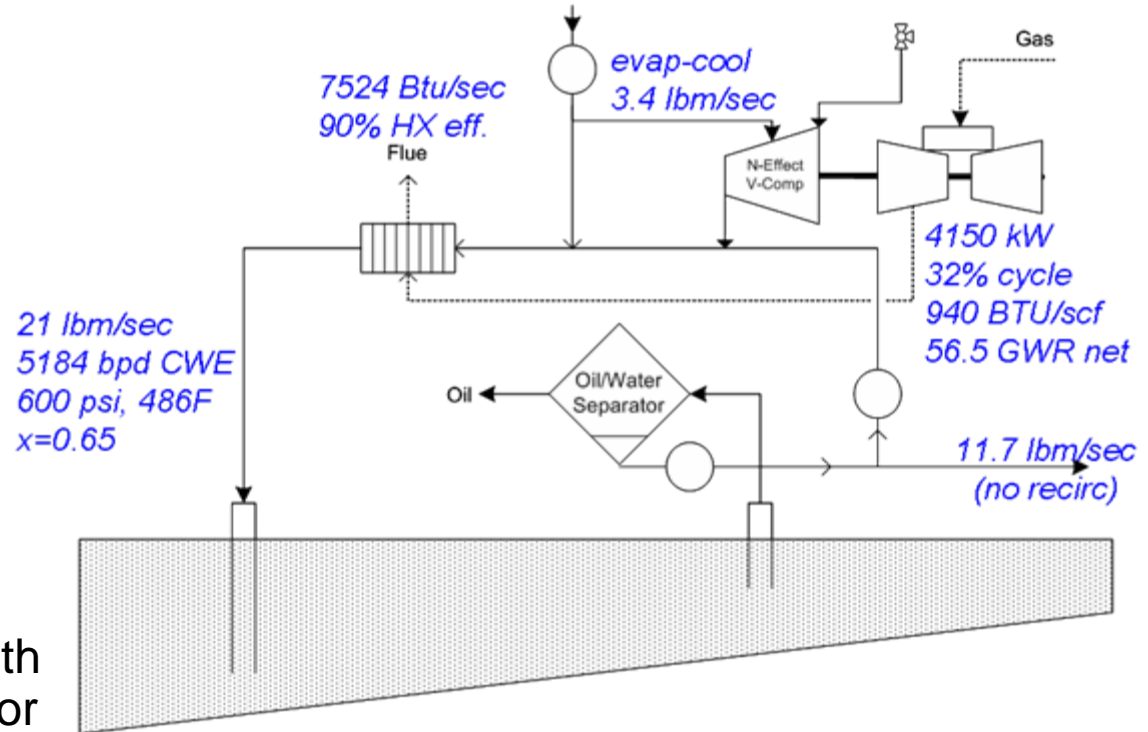 Gas
evap-cool
3.4 lbm/sec
7524 Btu/sec
90% HX eff.
Flue
N-Effect
V-Comp
4150 kW
32% cycle
940 BTU/scf
56.5 GWR net
21 lbm/sec
5184 bpd CWE
600 psi, 486F
x=0.65
Oil
Oil/Water
Separator
11.7 lbm/sec
(no recirc)
th
or